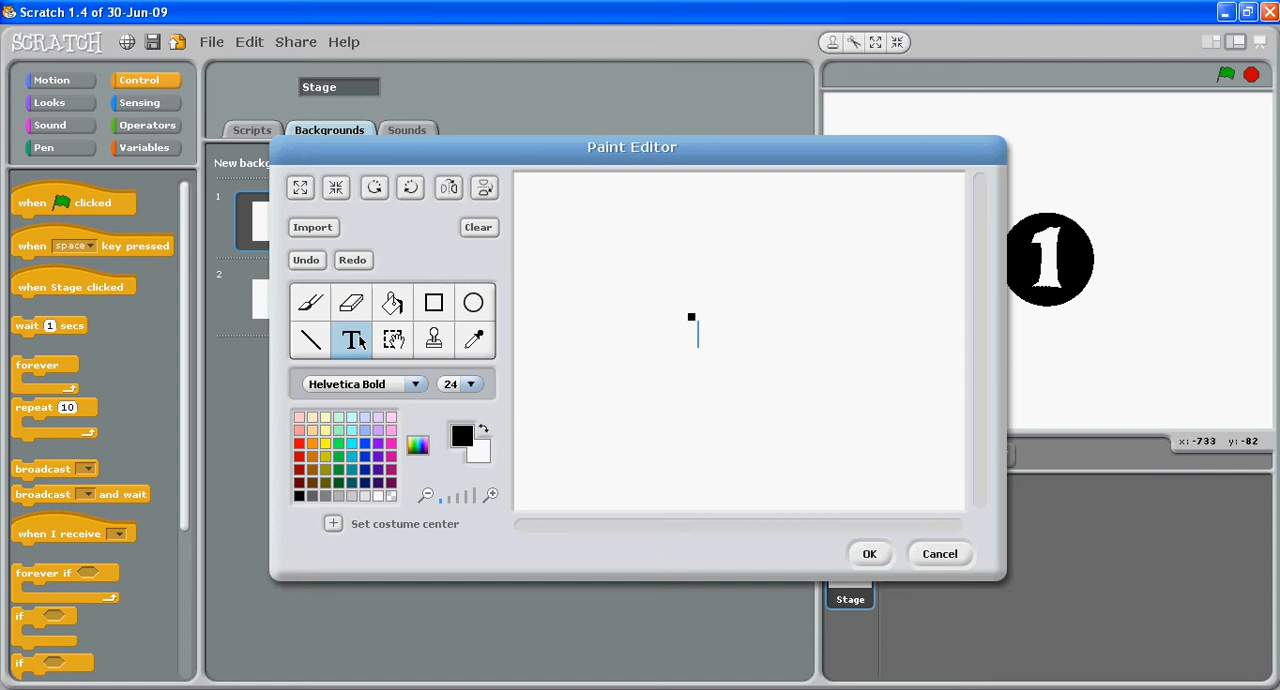 Scratch 1.4 of 30-Jun-09
SCRATCH
File Edit Share Help
Motion Control
Looks Sensing
Sound Operators
Pen Variables
when clicked
when space key pressed
when Stage clicked
wait 1 secs
forever
repeat 10
broadcast
broadcast and wait
when I receive
forever if
if
if
Stage
Scripts Backgrounds Sounds
New backg
1
2
Paint Editor
Import Clear
Undo Redo
T
Helvetica Bold 24
Set costume center
OK Cancel
1
x: -733 y: -82
Stage